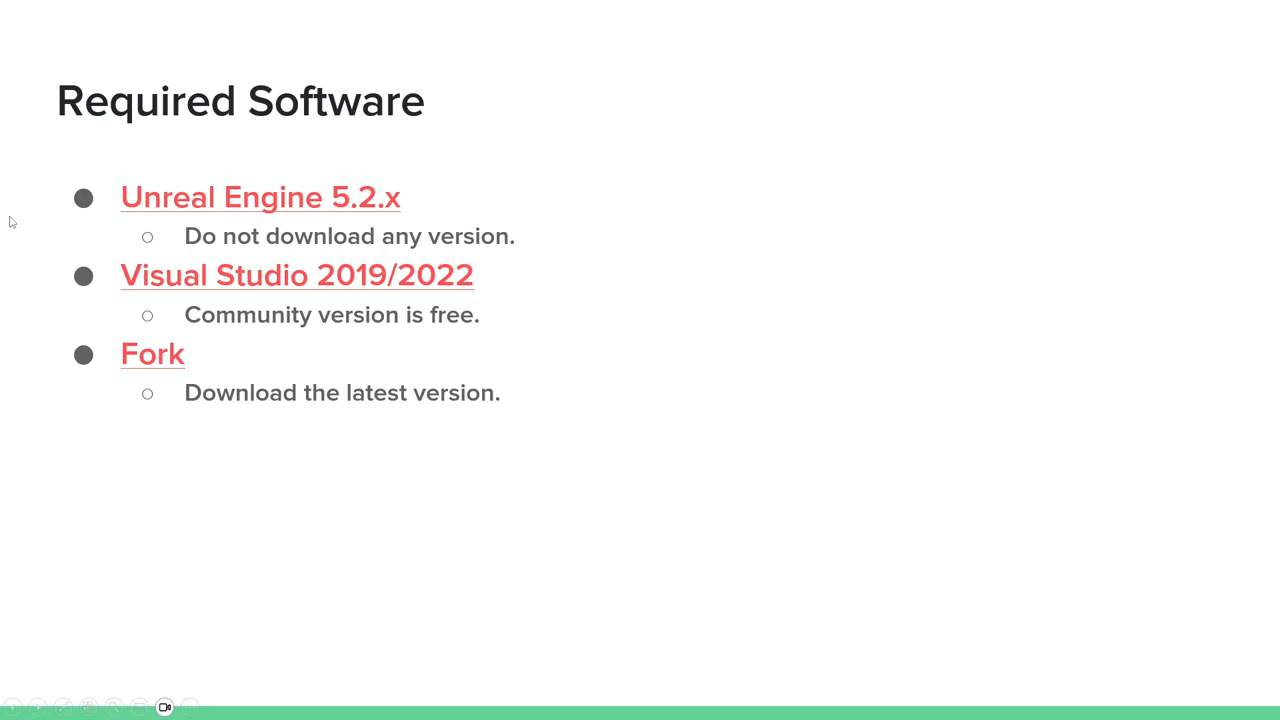 Required Software
● Unreal Engine 5.2.x
○ Do not download any version.
● Visual Studio 2019/2022
○ Community version is free.
● Fork
○ Download the latest version.